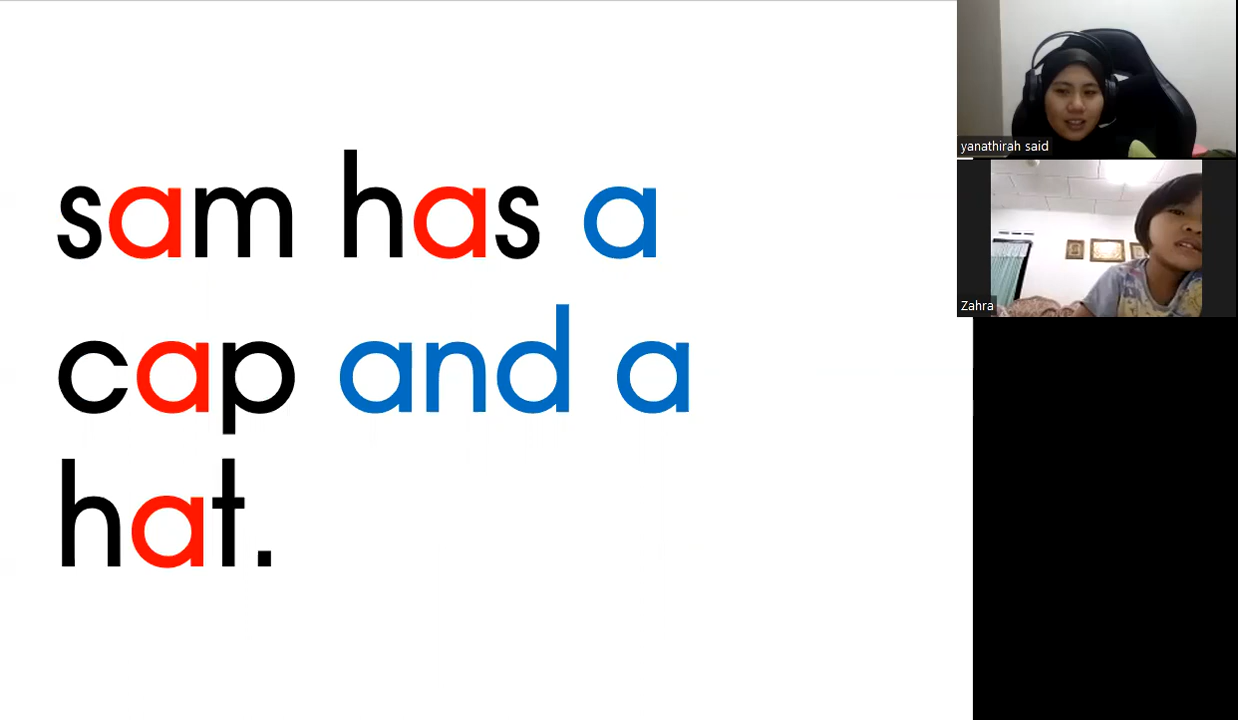 sam has a
cap and a
hat.
yanathirah said
Zahra